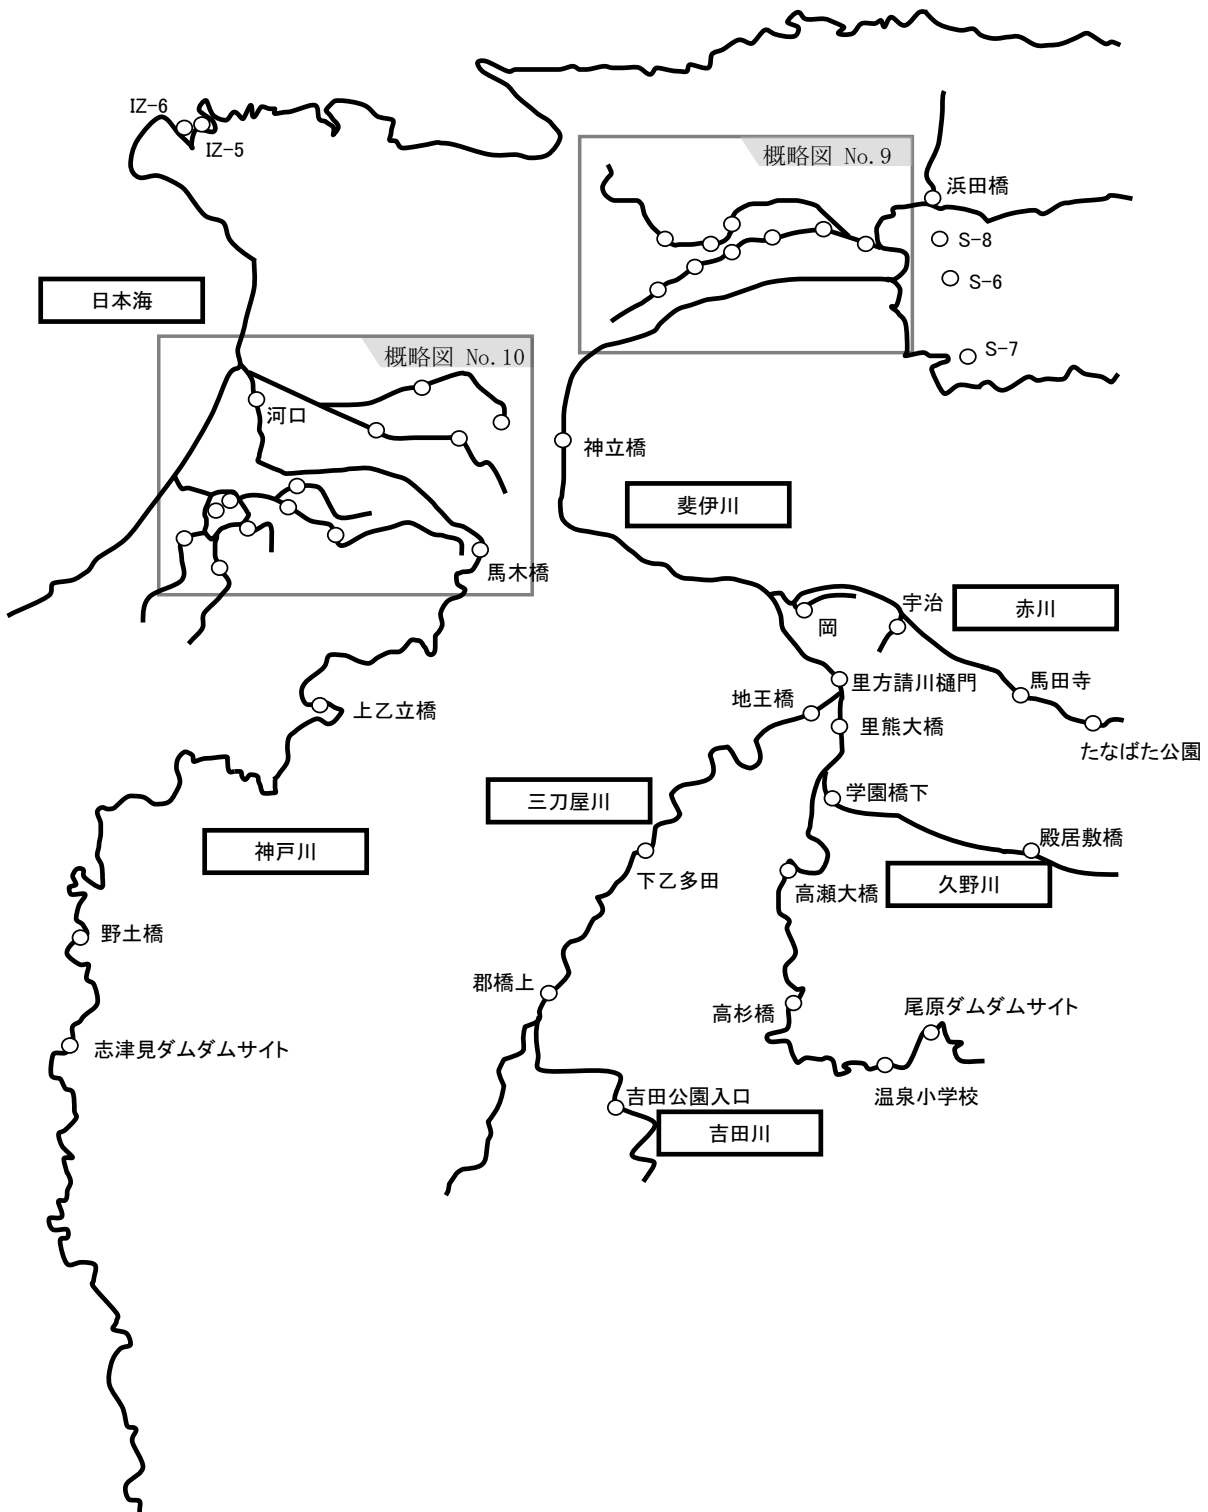 IZ-6
IZ-5
概略図 No.9
浜田橋
S-8
S-6
日本海
S-7
概略図 No.10
河口
神立橋
斐伊川
馬木橋
宇治
赤川
岡
里方請川樋門
馬田寺
地王橋
上乙立橋
里熊大橋
たなばた公園
三刀屋川
学園橋下
殿居敷橋
神戸川
下乙多田
高瀬大橋
久野川
野土橋
郡橋上
尾原ダムダムサイト
高杉橋
志津見ダムダムサイト
温泉小学校
吉田公園入口
吉田川